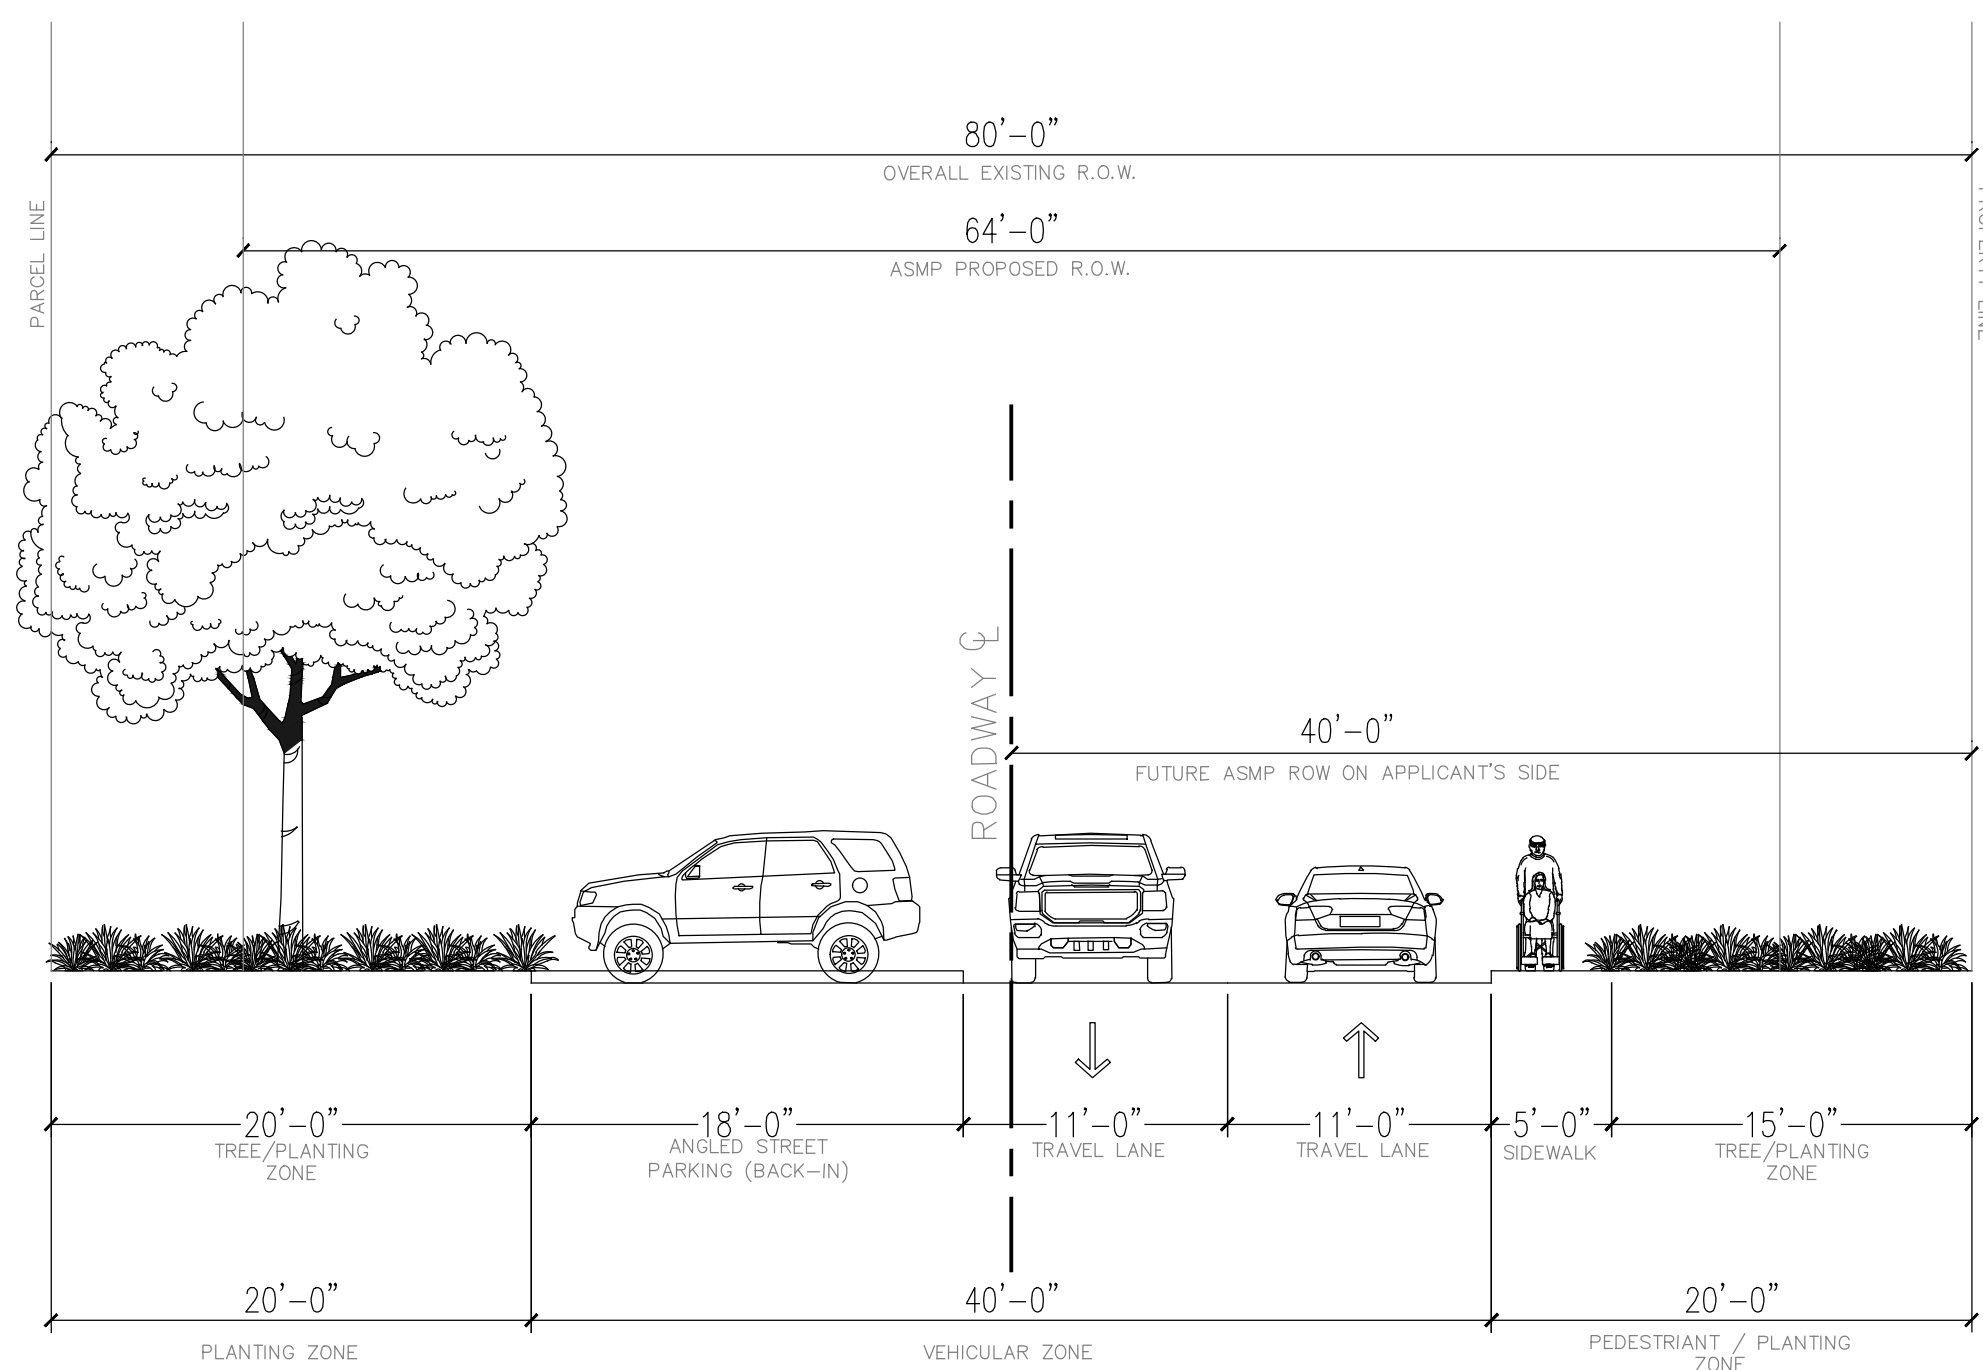 80'-0"
OVERALL EXISTING R.O.W.
64'-0"
ASMP PROPOSED R.O.W.
PARCEL LINE
PROPERTY LINE
ROADWAY ℄
40'-0"
FUTURE ASMP ROW ON APPLICANT'S SIDE
20'-0"
TREE/PLANTING
ZONE
18'-0"
ANGLED STREET
PARKING (BACK-IN)
11'-0"
TRAVEL LANE
11'-0"
TRAVEL LANE
5'-0"
SIDEWALK
15'-0"
TREE/PLANTING
ZONE
20'-0"
PLANTING ZONE
40'-0"
VEHICULAR ZONE
20'-0"
PEDESTRIANT / PLANTING
ZONE